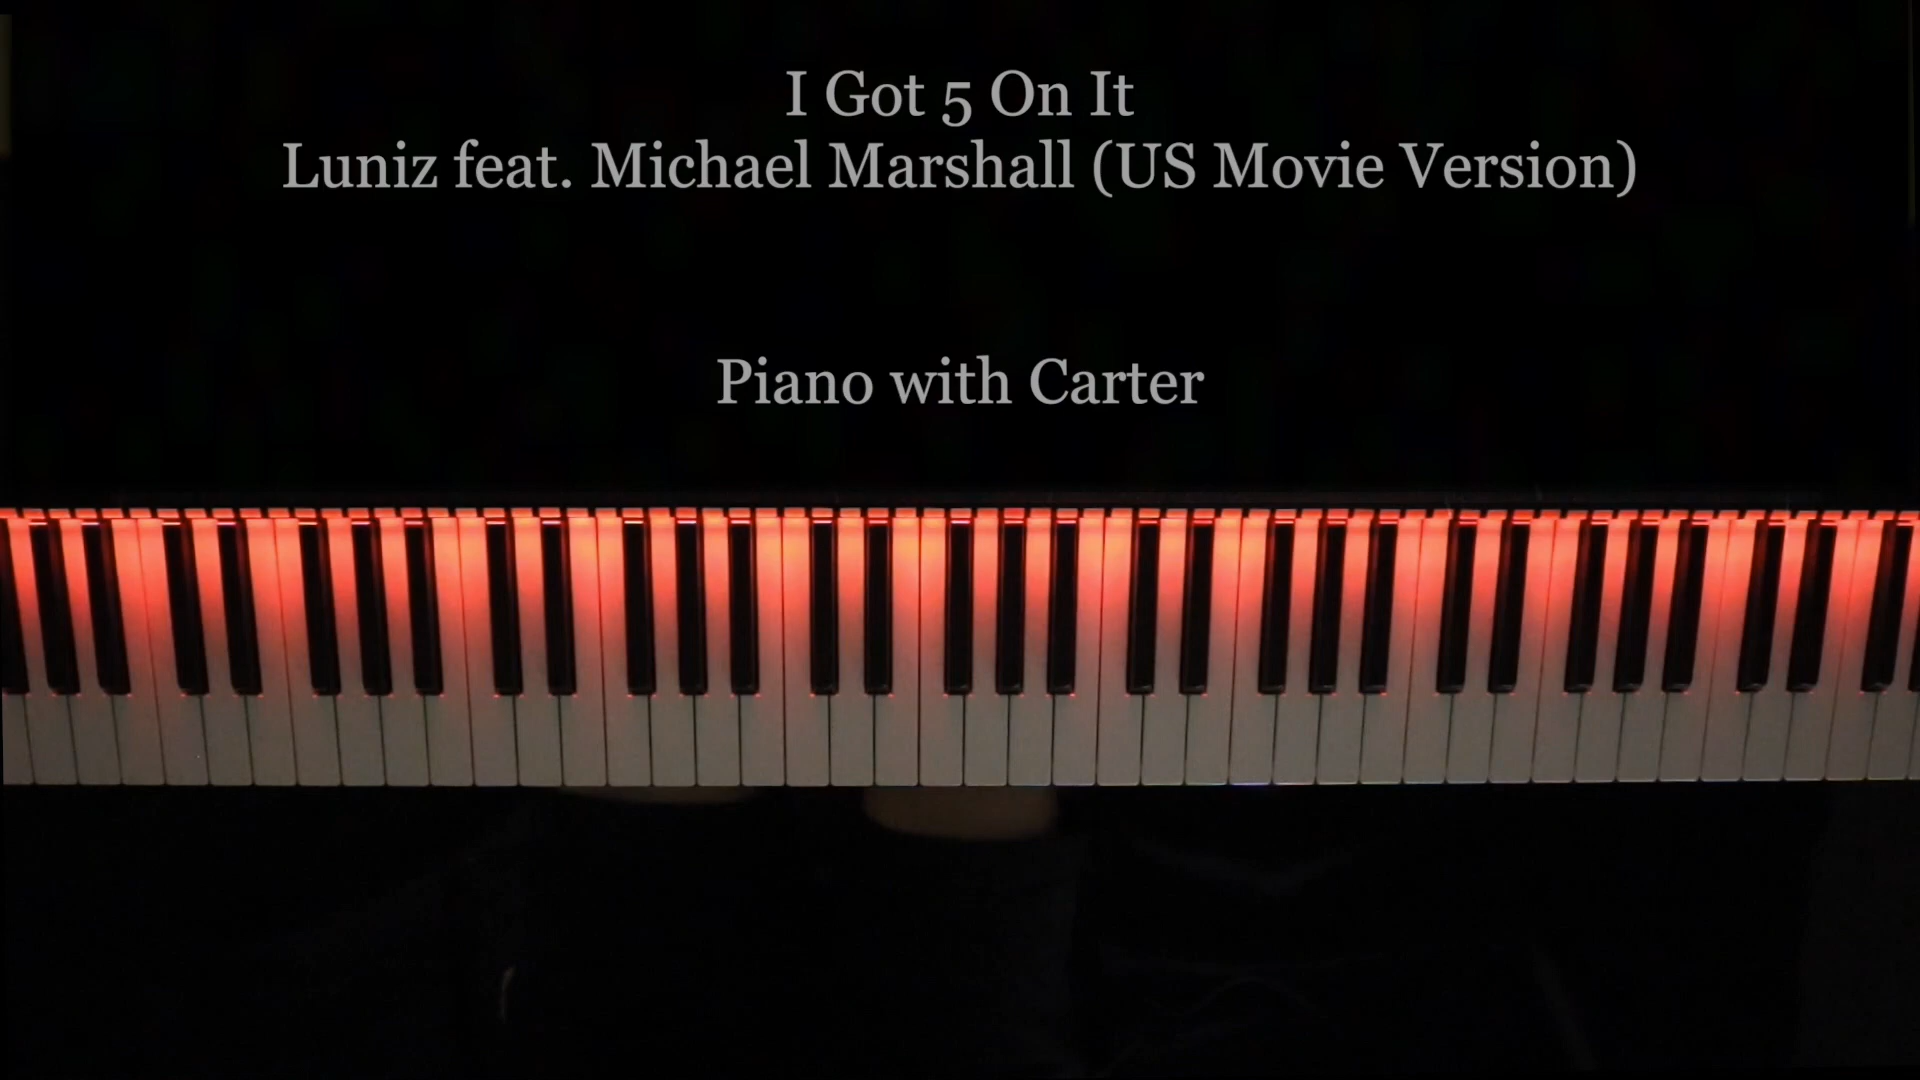 I Got 5 On It
Luniz feat. Michael Marshall (US Movie Version)
Piano with Carter